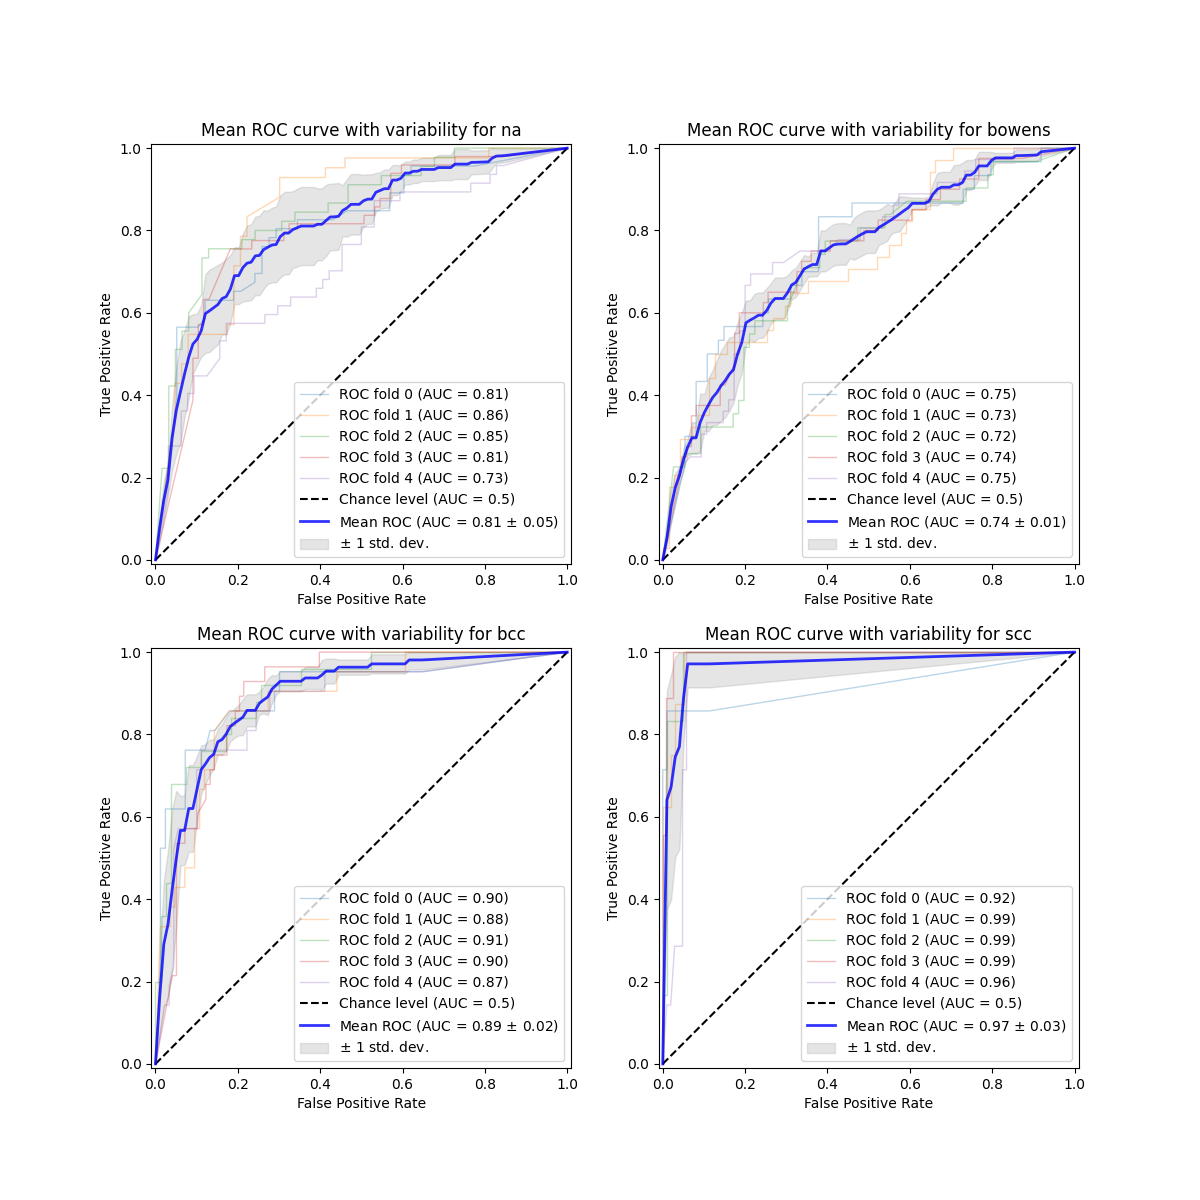 Mean ROC curve with variability for na
True Positive Rate
1.0
0.8
0.6
0.4
0.2
0.0
ROC fold 0 (AUC = 0.81)
ROC fold 1 (AUC = 0.86)
ROC fold 2 (AUC = 0.85)
ROC fold 3 (AUC = 0.81)
ROC fold 4 (AUC = 0.73)
Chance level (AUC = 0.5)
Mean ROC (AUC = 0.81 ± 0.05)
± 1 std. dev.
0.0 0.2 0.4 0.6 0.8 1.0
False Positive Rate
Mean ROC curve with variability for bowens
True Positive Rate
1.0
0.8
0.6
0.4
0.2
0.0
ROC fold 0 (AUC = 0.75)
ROC fold 1 (AUC = 0.73)
ROC fold 2 (AUC = 0.72)
ROC fold 3 (AUC = 0.74)
ROC fold 4 (AUC = 0.75)
Chance level (AUC = 0.5)
Mean ROC (AUC = 0.74 ± 0.01)
± 1 std. dev.
0.0 0.2 0.4 0.6 0.8 1.0
False Positive Rate
Mean ROC curve with variability for bcc
True Positive Rate
1.0
0.8
0.6
0.4
0.2
0.0
ROC fold 0 (AUC = 0.90)
ROC fold 1 (AUC = 0.88)
ROC fold 2 (AUC = 0.91)
ROC fold 3 (AUC = 0.90)
ROC fold 4 (AUC = 0.87)
Chance level (AUC = 0.5)
Mean ROC (AUC = 0.89 ± 0.02)
± 1 std. dev.
0.0 0.2 0.4 0.6 0.8 1.0
False Positive Rate
Mean ROC curve with variability for scc
True Positive Rate
1.0
0.8
0.6
0.4
0.2
0.0
ROC fold 0 (AUC = 0.92)
ROC fold 1 (AUC = 0.99)
ROC fold 2 (AUC = 0.99)
ROC fold 3 (AUC = 0.99)
ROC fold 4 (AUC = 0.96)
Chance level (AUC = 0.5)
Mean ROC (AUC = 0.97 ± 0.03)
± 1 std. dev.
0.0 0.2 0.4 0.6 0.8 1.0
False Positive Rate